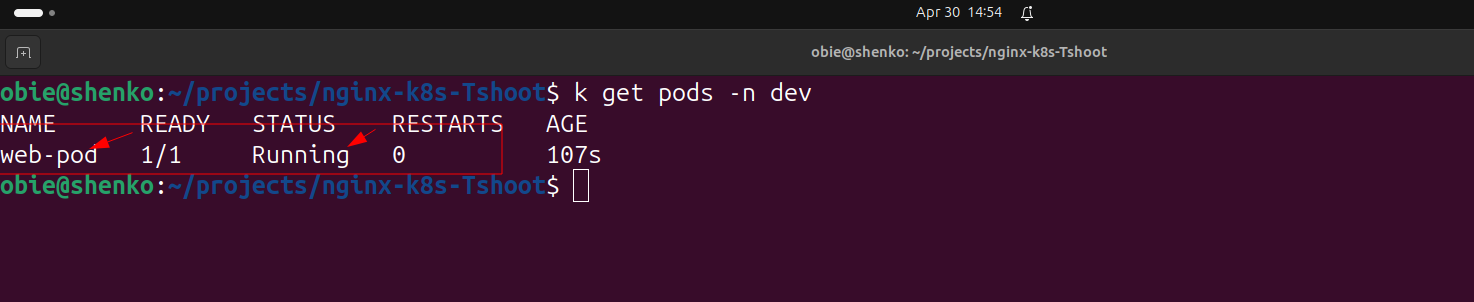 Apr 30 14:54
obie@shenko: ~/projects/nginx-k8s-Tshoot
obie@shenko:~/projects/nginx-k8s-Tshoot$ k get pods -n dev
NAME READY STATUS RESTARTS AGE
web-pod 1/1 Running 0 107s
obie@shenko:~/projects/nginx-k8s-Tshoot$